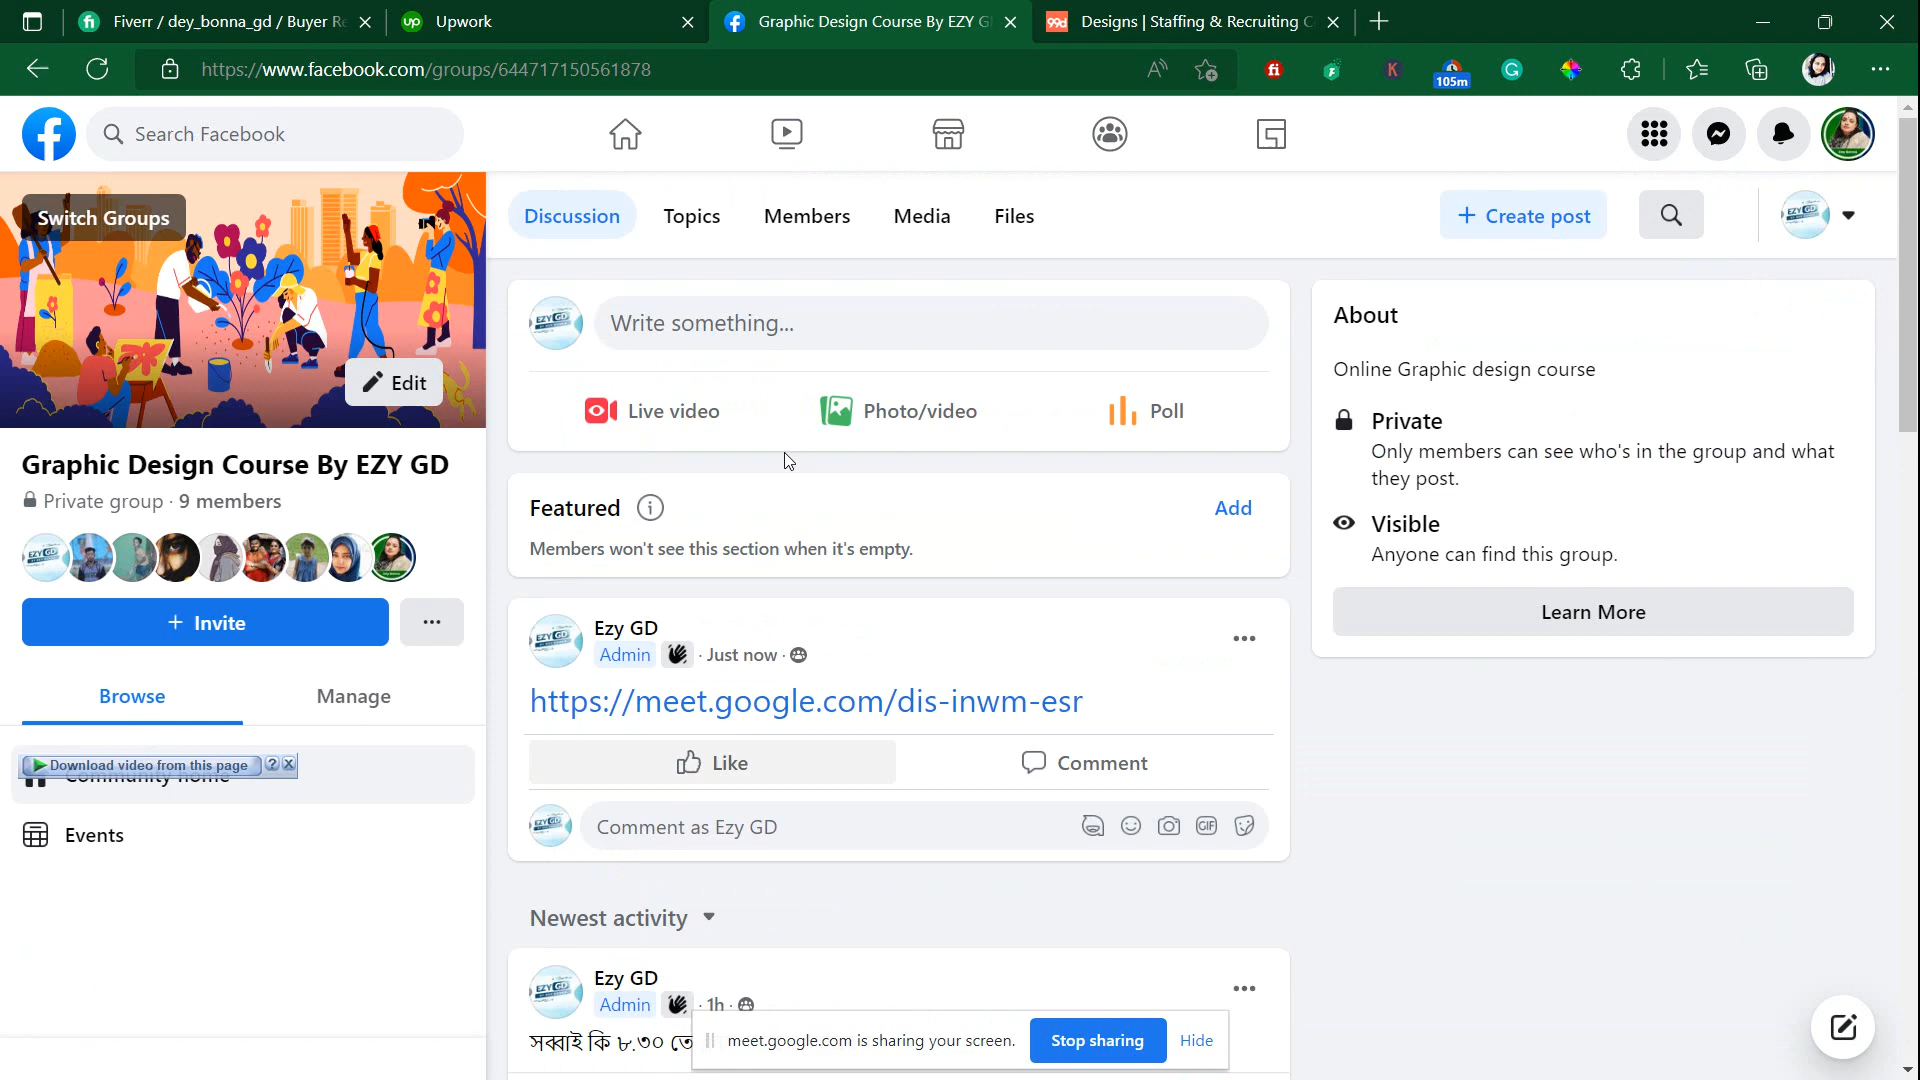 Fiverr / dey_bonna_gd / Buyer Re
Upwork
Graphic Design Course By EZY G
Designs | Staffing & Recruiting C
https://www.facebook.com/groups/644717150561878
105m
Search Facebook
Switch Groups
Edit
Discussion
Topics
Members
Media
Files
+ Create post
Write something...
Live video
Photo/video
Poll
Graphic Design Course By EZY GD
Private group · 9 members
+ Invite
Browse
Manage
Download video from this page
Community home
Events
Featured
Add
Members won't see this section when it's empty.
Ezy GD
Admin · Just now ·
https://meet.google.com/dis-inwm-esr
Like
Comment
Comment as Ezy GD
GIF
Newest activity
Ezy GD
Admin · 1h ·
সব্বাই কি ৮.৩০ তে
meet.google.com is sharing your screen.
Stop sharing
Hide
About
Online Graphic design course
Private
Only members can see who's in the group and what
they post.
Visible
Anyone can find this group.
Learn More